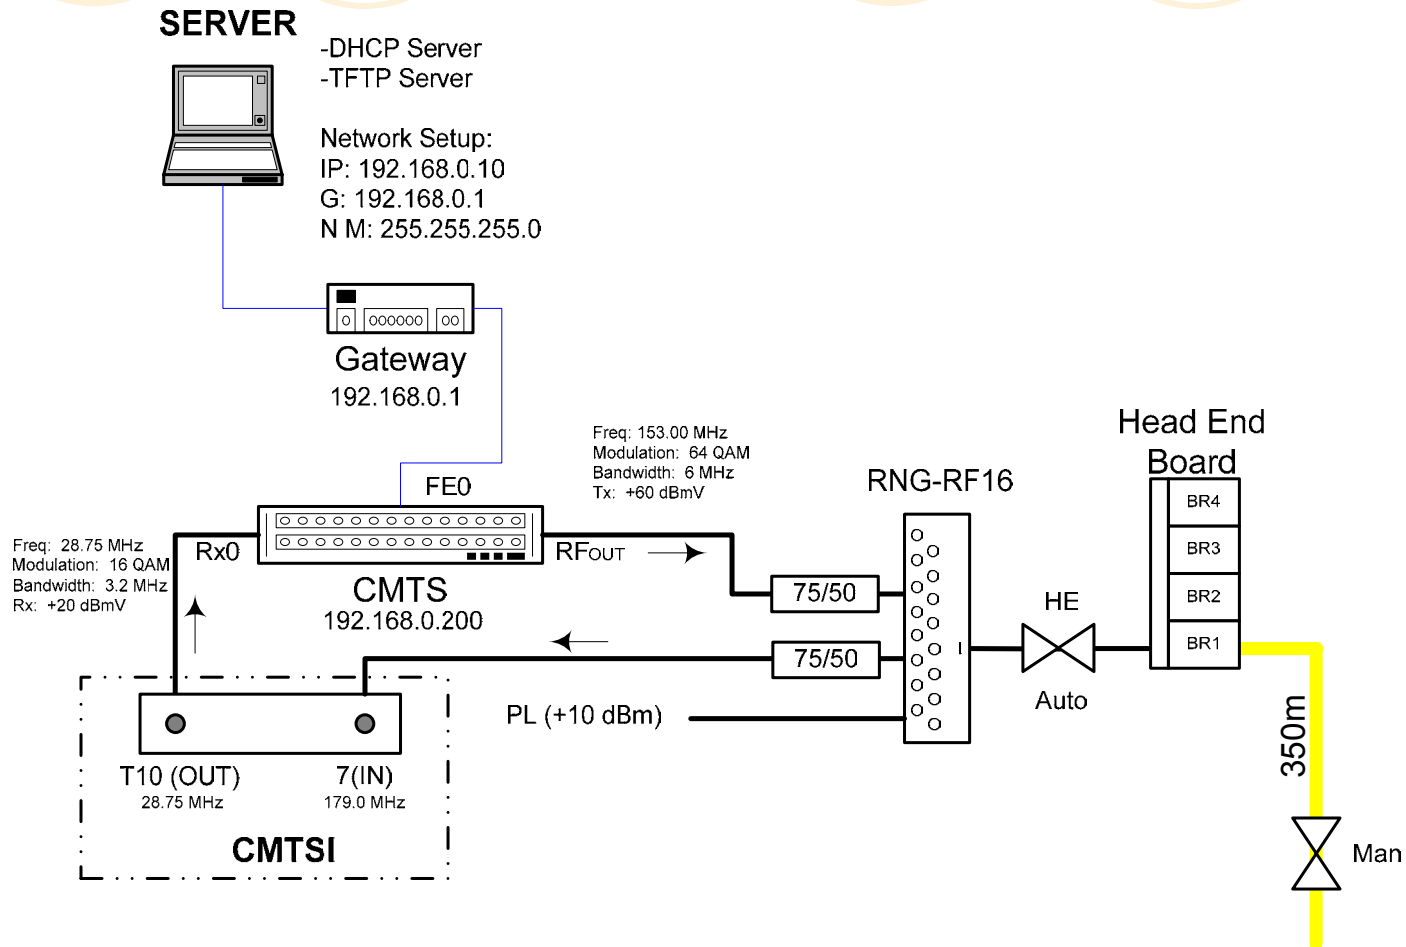 SERVER
-DHCP Server
-TFTP Server
Network Setup:
IP: 192.168.0.10
G: 192.168.0.1
N M: 255.255.255.0
Gateway
192.168.0.1
Freq: 153.00 MHz
Modulation: 64 QAM
Bandwidth: 6 MHz
Tx: +60 dBmV
Head End
Board
BR4
BR3
BR2
BR1
RNG-RF16
FE0
Freq: 28.75 MHz
Modulation: 16 QAM
Bandwidth: 3.2 MHz
Rx: +20 dBmV
Rx0
RFOUT
CMTS
192.168.0.200
75/50
75/50
HE
Auto
PL (+10 dBm)
350m
T10 (OUT)
28.75 MHz
7(IN)
179.0 MHz
CMTSI
Man